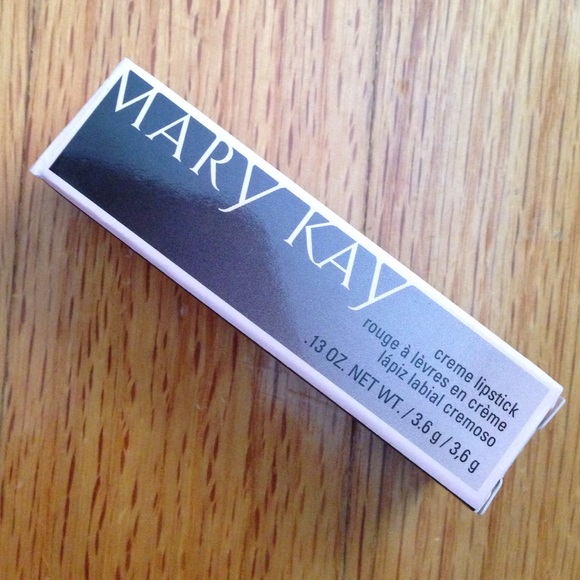 MARY KAY
creme lipstick
rouge à lèvres en crème
lápiz labial cremoso
.13 OZ. NET WT. / 3.6 g / 3,6 g